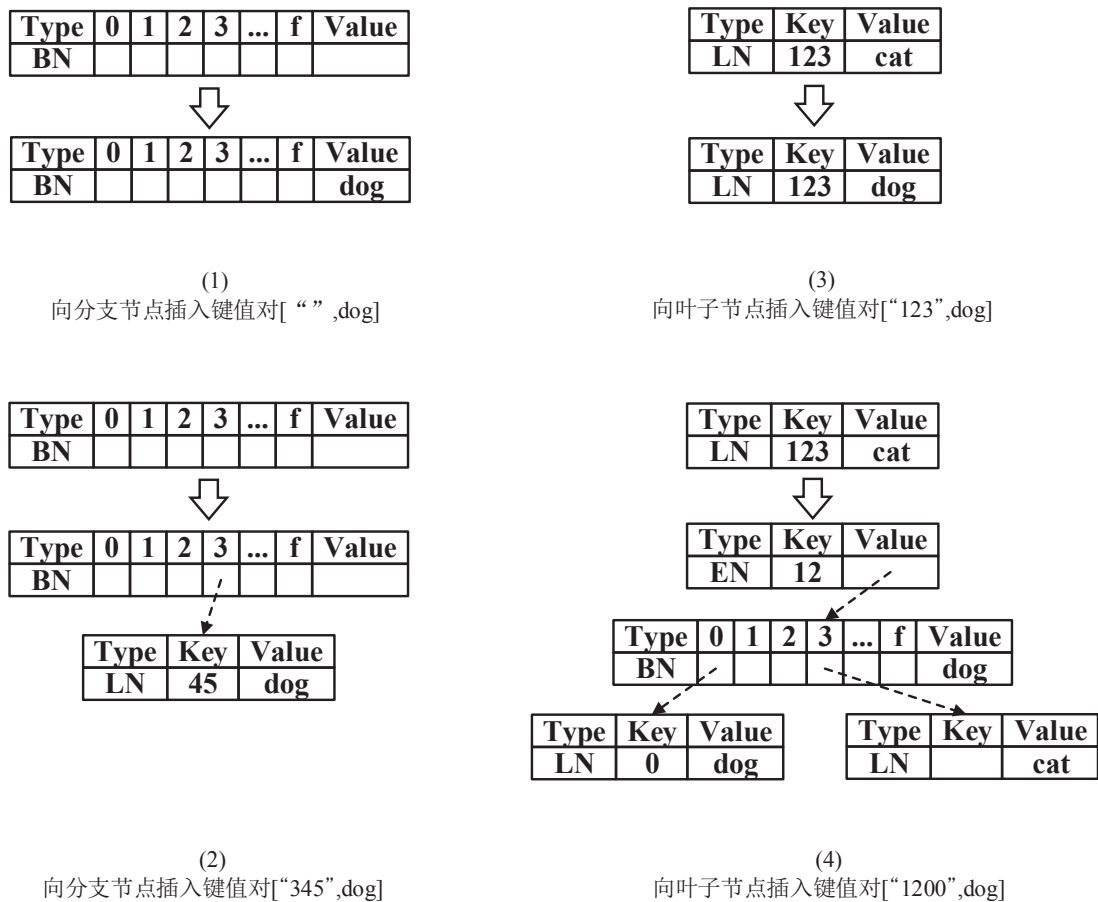 Type 0 1 2 3 ... f Value
BN
Type 0 1 2 3 ... f Value
BN dog
(1)
向分支节点插入键值对[“”,dog]
Type Key Value
LN 123 cat
Type Key Value
LN 123 dog
(3)
向叶子节点插入键值对[“123”,dog]
Type 0 1 2 3 ... f Value
BN
Type 0 1 2 3 ... f Value
BN
Type Key Value
LN 45 dog
(2)
向分支节点插入键值对[“345”,dog]
Type Key Value
LN 123 cat
Type Key Value
EN 12
Type 0 1 2 3 ... f Value
BN dog
Type Key Value
LN 0 dog
Type Key Value
LN cat
(4)
向叶子节点插入键值对[“1200”,dog]